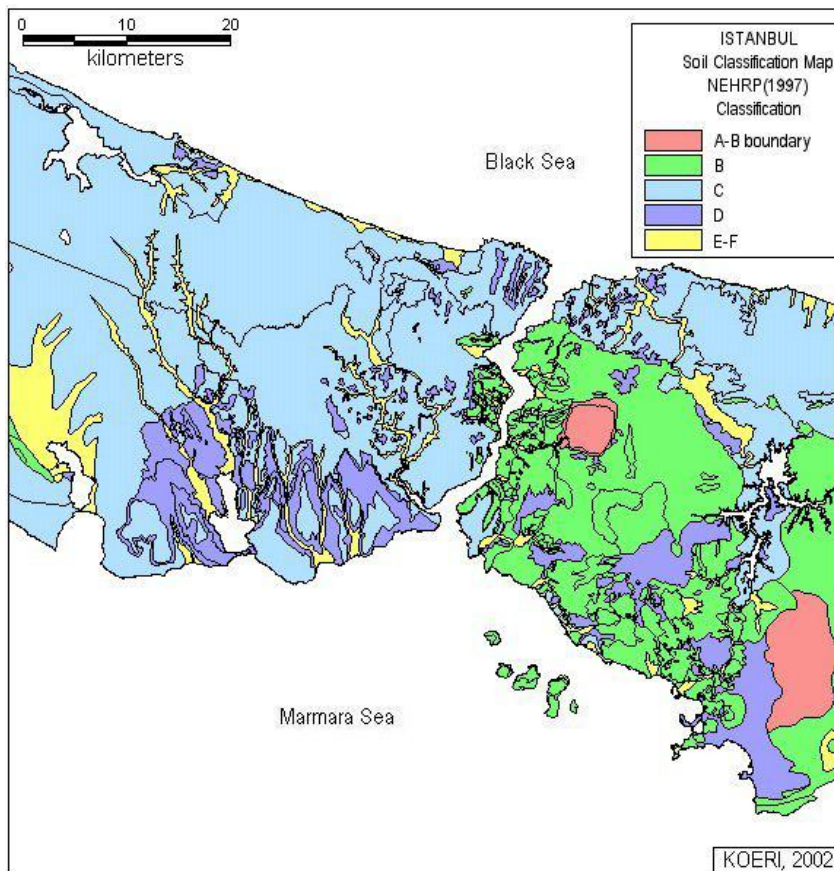 0 10 20
kilometers
ISTANBUL
Soil Classification Map
NEHRP(1997)
Classification
A-B boundary
B
C
D
E-F
Black Sea
Marmara Sea
KOERI, 2002